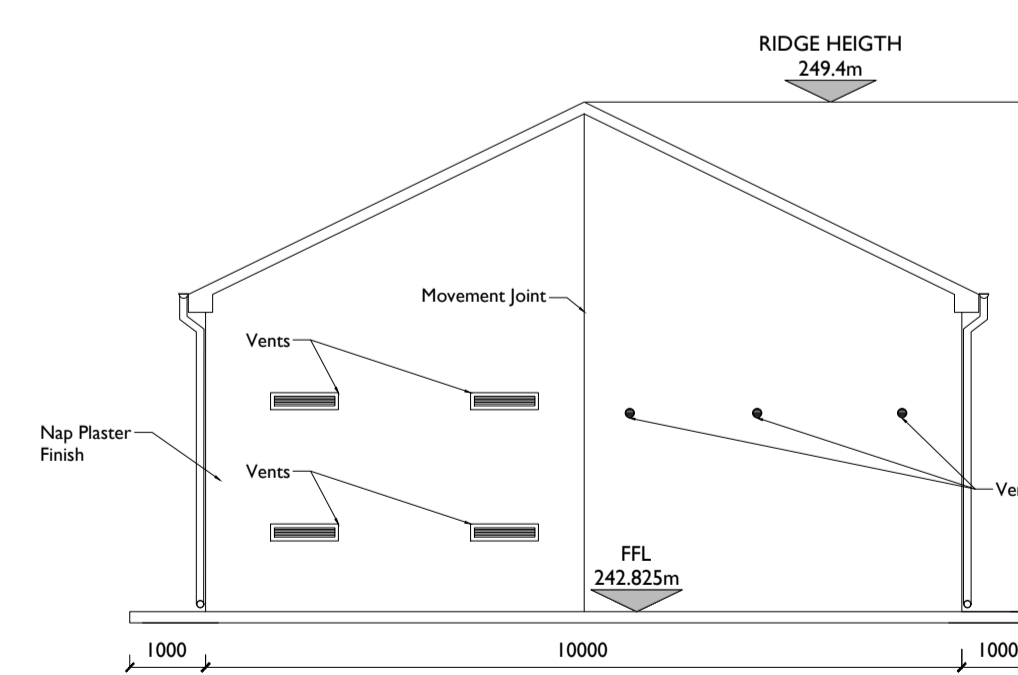 RIDGE HEIGTH
249.4m
Movement Joint
Vents
Nap Plaster
Finish
Vents
FFL
242.825m
1000
10000
1000